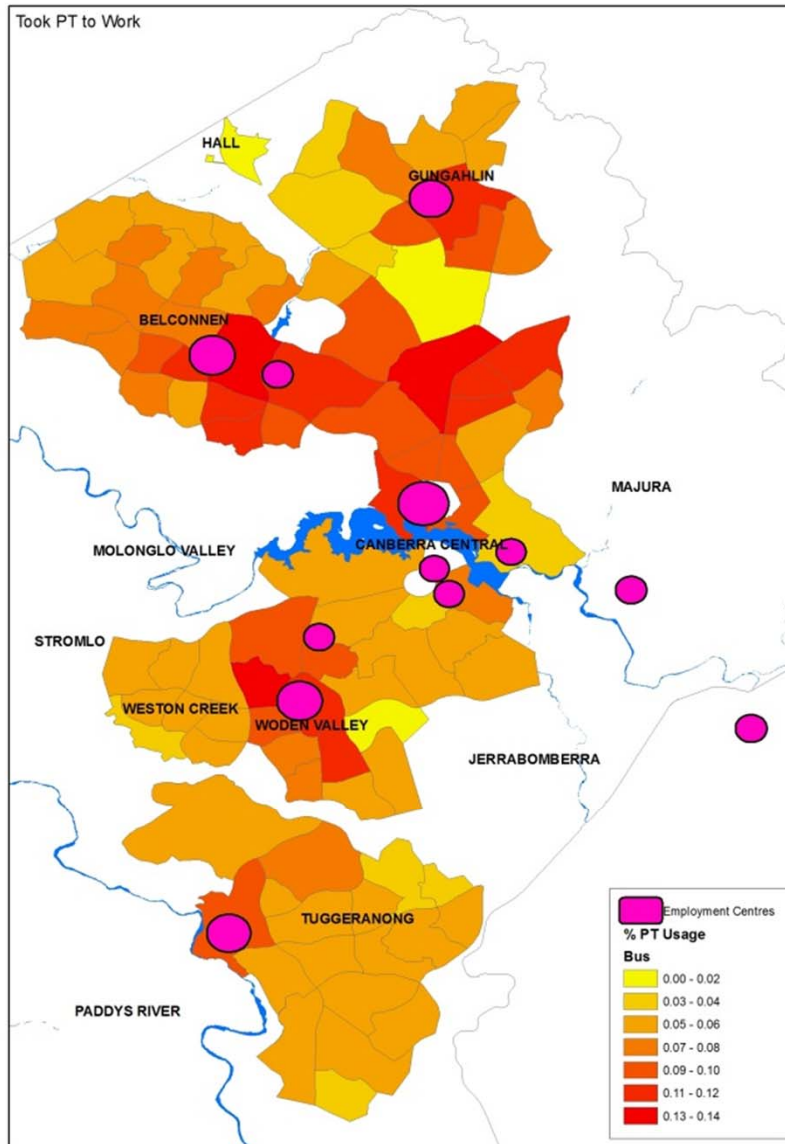 Took PT to Work
HALL
GUNGAHLIN
BELCONNEN
MAJURA
MOLONGLO VALLEY
CANBERRA CENTRAL
STROMLO
WESTON CREEK
WODEN VALLEY
JERRABOMBERRA
TUGGERANONG
PADDYS RIVER
Employment Centres
% PT Usage
Bus
0.00 - 0.02
0.03 - 0.04
0.05 - 0.06
0.07 - 0.08
0.09 - 0.10
0.11 - 0.12
0.13 - 0.14